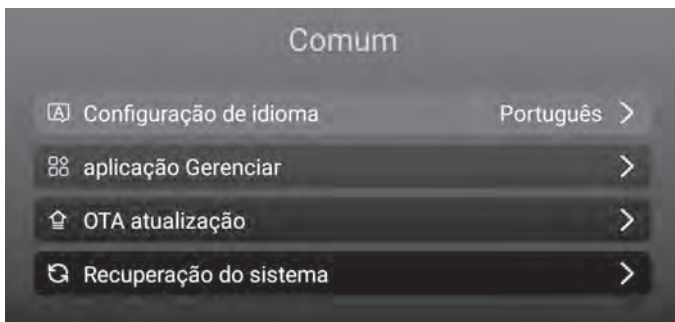 Comum
Configuração de idioma Português
aplicação Gerenciar
OTA atualização
Recuperação do sistema